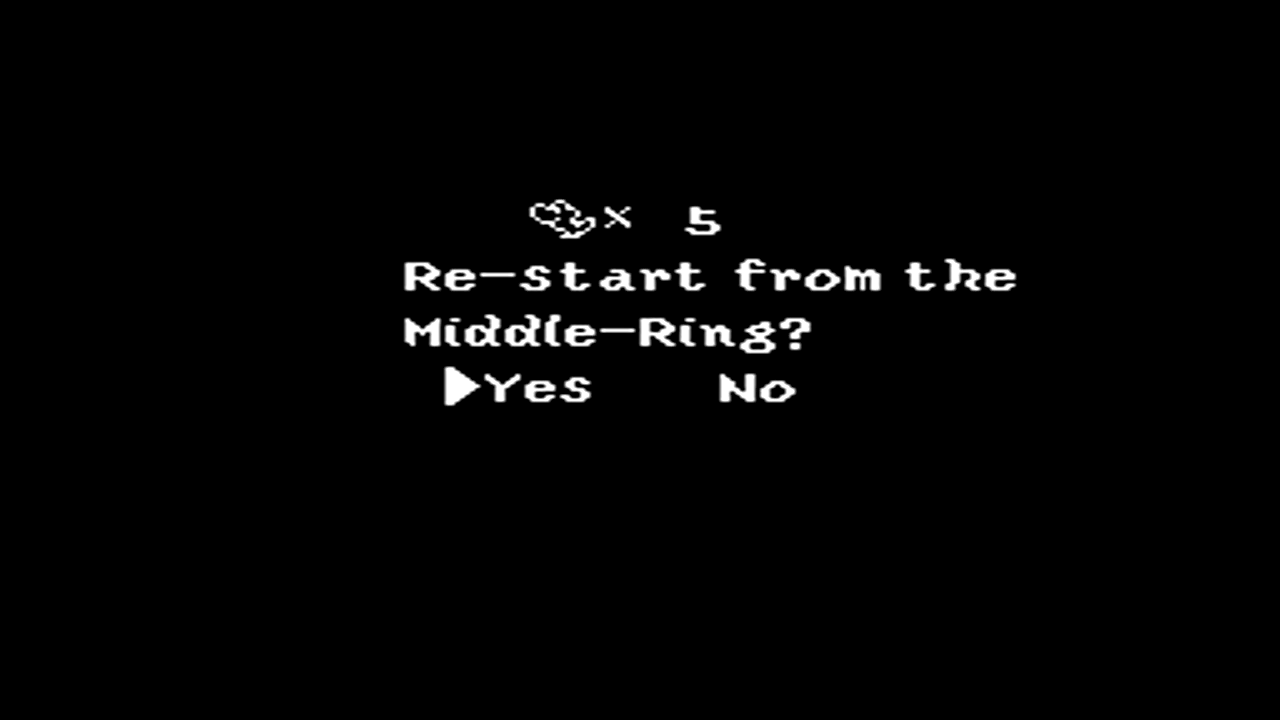 × 5
Re-start from the
Middle-Ring?
▶Yes No